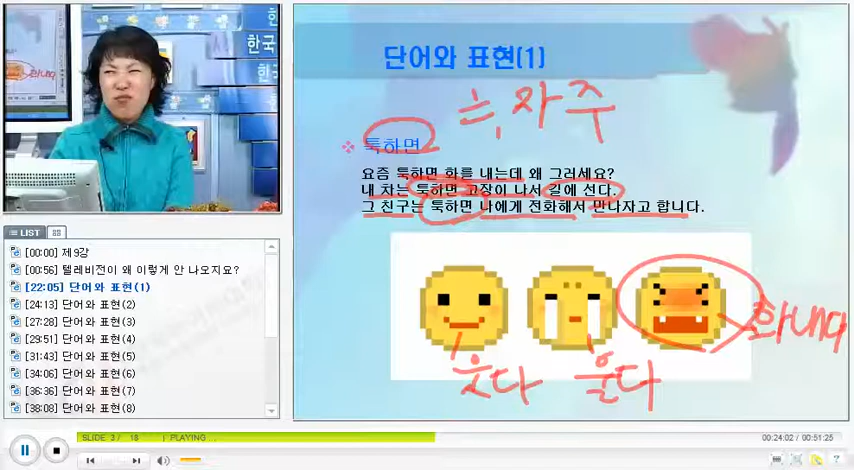 한국
단어와 표현(1)
≒, 자주
❖ 툭하면
요즘 툭하면 화를 내는데 왜 그러세요?
내 차는 툭하면 고장이 나서 길에 선다.
그 친구는 툭하면 나에게 전화해서 만나자고 합니다.
웃다
울다
화내다
LIST
[00:00] 제9강
[00:56] 텔레비전이 왜 이렇게 안 나오지요?
[22:05] 단어와 표현(1)
[24:13] 단어와 표현(2)
[27:28] 단어와 표현(3)
[29:51] 단어와 표현(4)
[31:43] 단어와 표현(5)
[34:06] 단어와 표현(6)
[36:36] 단어와 표현(7)
[38:08] 단어와 표현(8)
SLIDE 3 / 18 | PLAYING ...
00:24:02 / 00:51:25